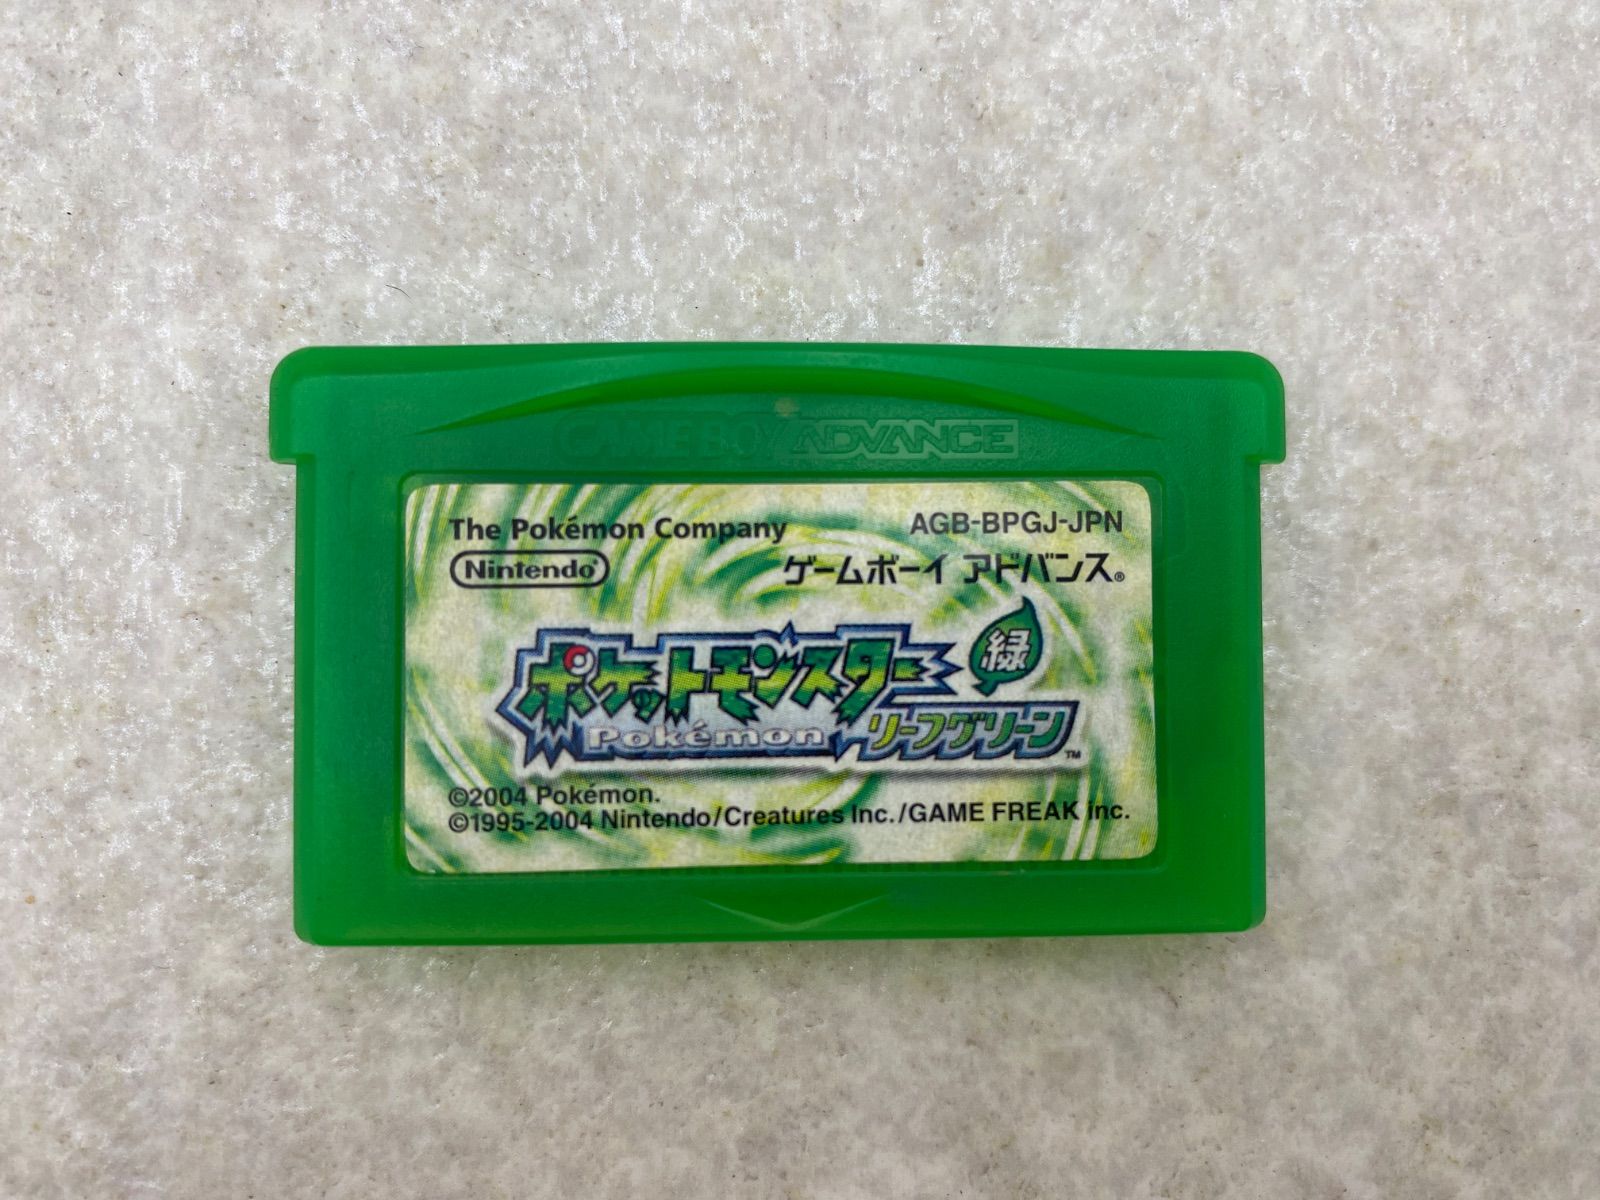 GAME BOY ADVANCE
The Pokémon Company
AGB-BPGJ-JPN
Nintendo®
ゲームボーイ アドバンス®
ポケットモンスター
緑
Pokémon
リーフグリーン™
©2004 Pokémon.
©1995-2004 Nintendo/Creatures Inc./GAME FREAK inc.